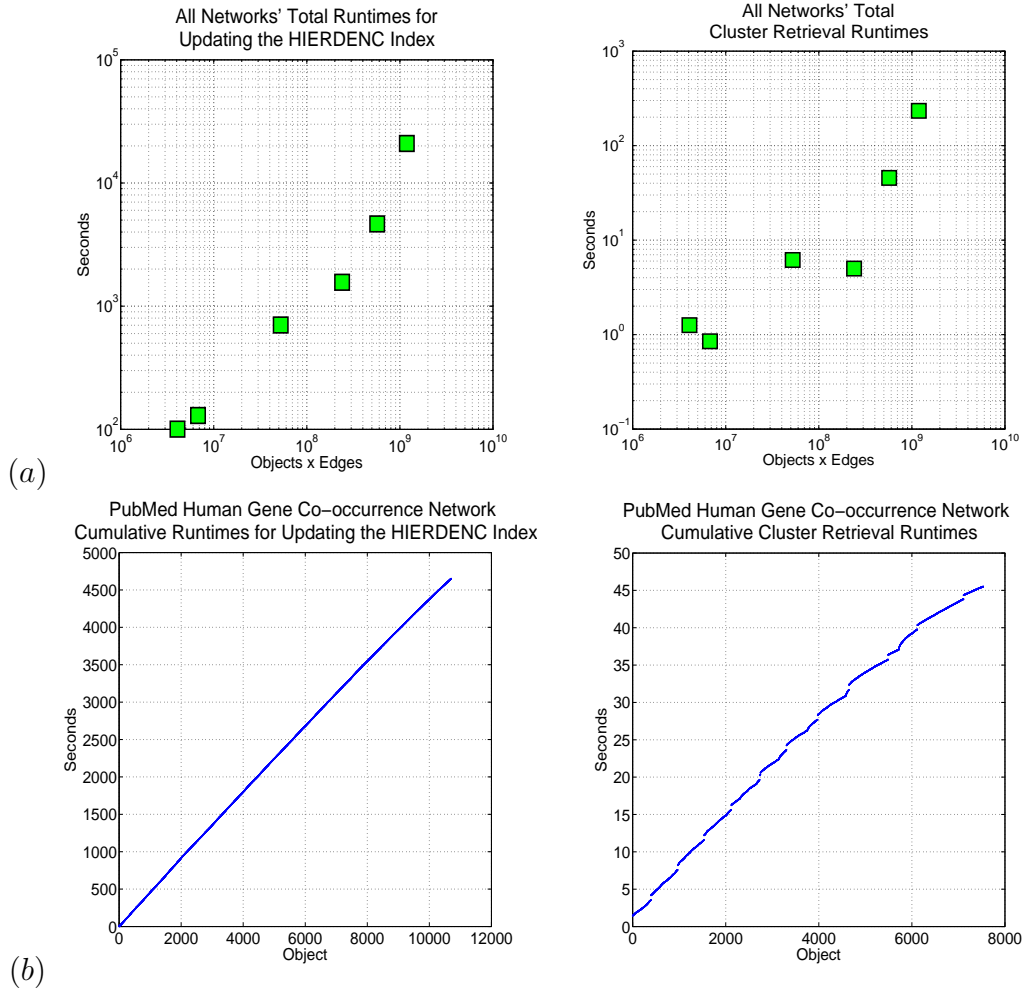 All Networks' Total Runtimes for
Updating the HIERDENC Index
10^5
10^4
10^3
10^2
Seconds
10^6 10^7 10^8 10^9 10^10
Objects x Edges
All Networks' Total
Cluster Retrieval Runtimes
10^3
10^2
10^1
10^0
10^−1
Seconds
10^6 10^7 10^8 10^9 10^10
Objects x Edges
(a)
PubMed Human Gene Co−occurrence Network
Cumulative Runtimes for Updating the HIERDENC Index
5000
4500
4000
3500
3000
2500
2000
1500
1000
500
0
Seconds
0 2000 4000 6000 8000 10000 12000
Object
PubMed Human Gene Co−occurrence Network
Cumulative Cluster Retrieval Runtimes
50
45
40
35
30
25
20
15
10
5
0
Seconds
0 2000 4000 6000 8000
Object
(b)